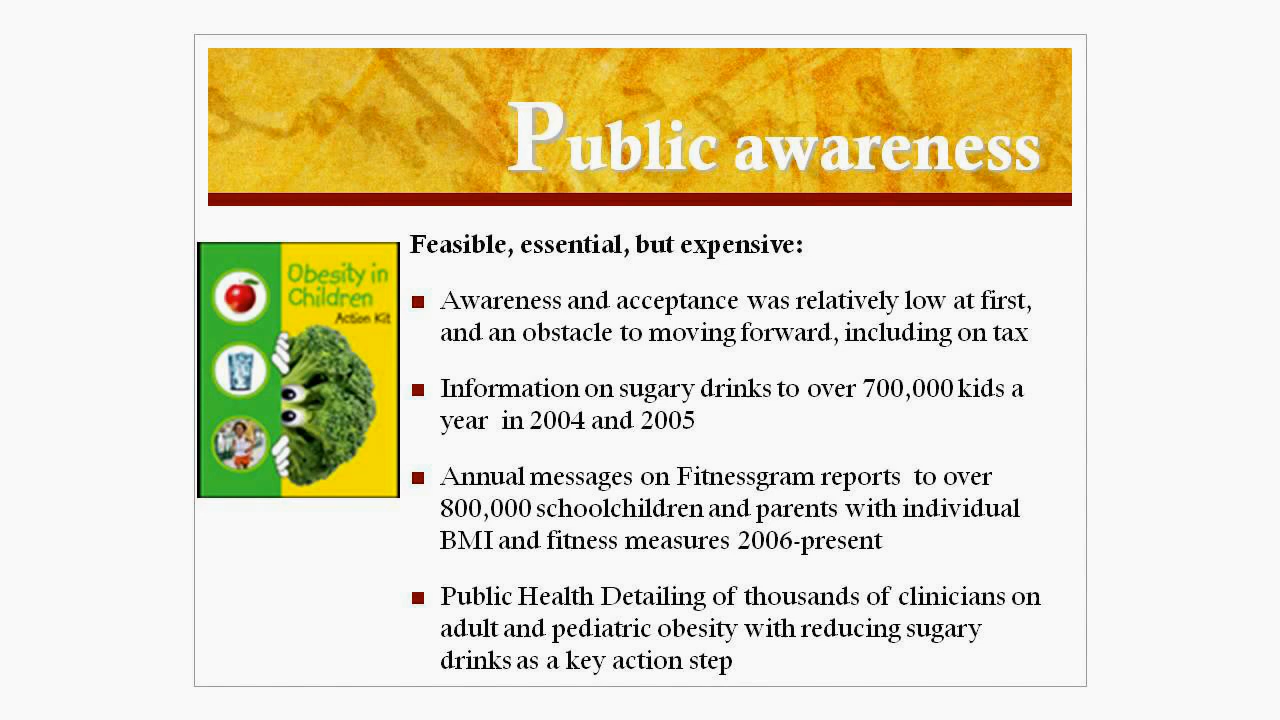 Public awareness
Feasible, essential, but expensive:
Obesity in
Children
Action Kit
■ Awareness and acceptance was relatively low at first,
and an obstacle to moving forward, including on tax
■ Information on sugary drinks to over 700,000 kids a
year  in 2004 and 2005
■ Annual messages on Fitnessgram reports  to over
800,000 schoolchildren and parents with individual
BMI and fitness measures 2006-present
■ Public Health Detailing of thousands of clinicians on
adult and pediatric obesity with reducing sugary
drinks as a key action step